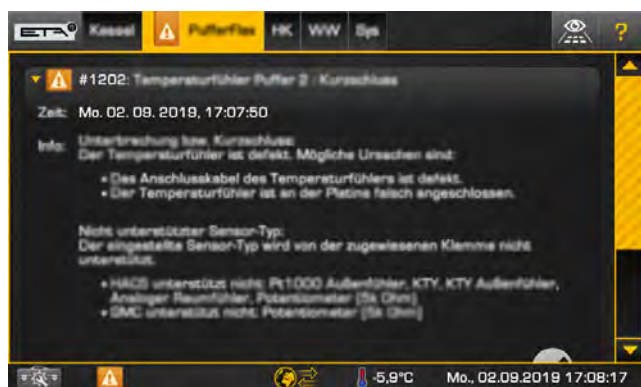 ETA Kessel PufferFlex HK WW Sys ?
#1202: Temperaturfühler Puffer 2 : Kurzschluss
Zeit: Mo. 02. 09. 2019, 17:07:50
Info: Unterbrechung bzw. Kurzschluss:
Der Temperaturfühler ist defekt. Mögliche Ursachen sind:
• Das Anschlusskabel des Temperaturfühlers ist defekt.
• Der Temperaturfühler ist an der Platine falsch angeschlossen.
Nicht unterstützter Sensor-Typ:
Der eingestellte Sensor-Typ wird von der zugewiesenen Klemme nicht
unterstützt.
• unterstützt nicht: Pt1000 Außenfühler, KTY, KTY Außenfühler,
Analoger Raumfühler, Potentiometer (5k Ohm)
• GMC unterstützt nicht: Potentiometer (5k Ohm)
-5,9°C Mo., 02.09.2019 17:08:17